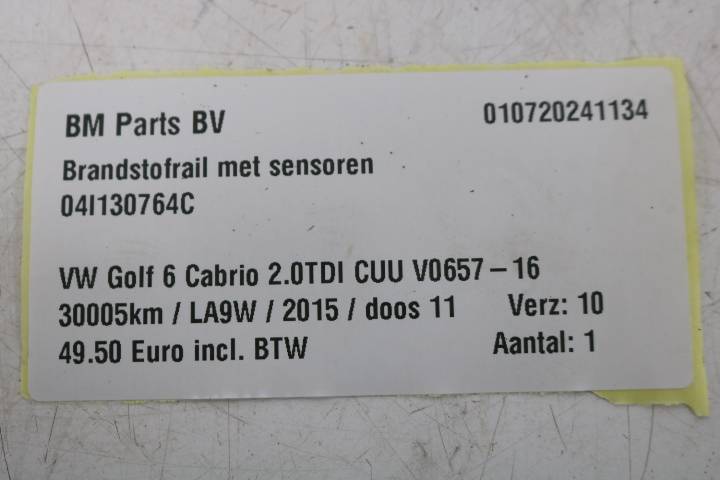 BM Parts BV 010720241134
Brandstofrail met sensoren
04I130764C
VW Golf 6 Cabrio 2.0TDI CUU V0657-16
30005km / LA9W / 2015 / doos 11 Verz: 10
49.50 Euro incl. BTW Aantal: 1